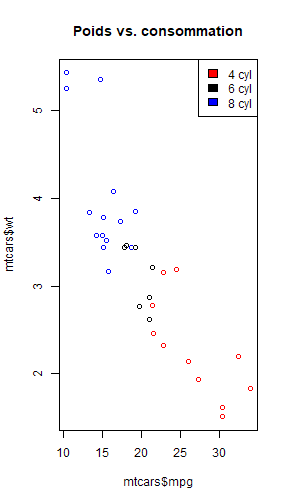 Poids vs. consommation
4 cyl
6 cyl
8 cyl
mtcars$wt
5
4
3
2
10 15 20 25 30
mtcars$mpg